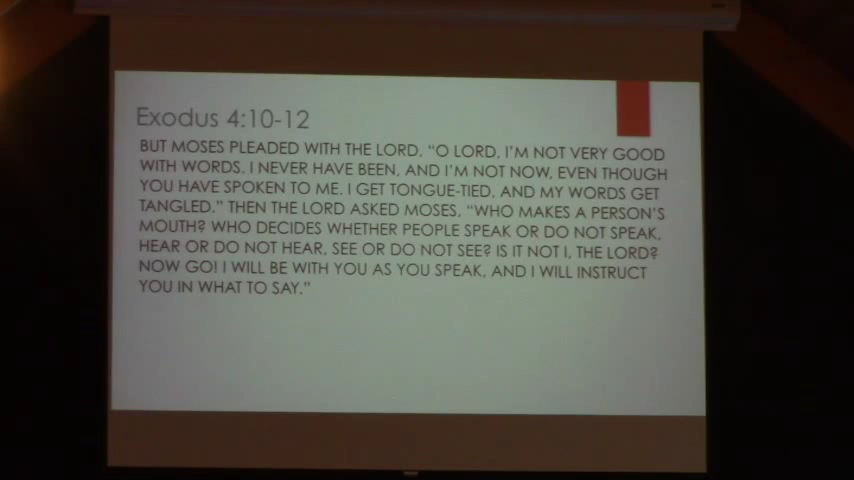 Exodus 4:10-12
BUT MOSES PLEADED WITH THE LORD, “O LORD, I’M NOT VERY GOOD
WITH WORDS. I NEVER HAVE BEEN, AND I’M NOT NOW, EVEN THOUGH
YOU HAVE SPOKEN TO ME. I GET TONGUE-TIED, AND MY WORDS GET
TANGLED.” THEN THE LORD ASKED MOSES, “WHO MAKES A PERSON’S
MOUTH? WHO DECIDES WHETHER PEOPLE SPEAK OR DO NOT SPEAK,
HEAR OR DO NOT HEAR, SEE OR DO NOT SEE? IS IT NOT I, THE LORD?
NOW GO! I WILL BE WITH YOU AS YOU SPEAK, AND I WILL INSTRUCT
YOU IN WHAT TO SAY.”